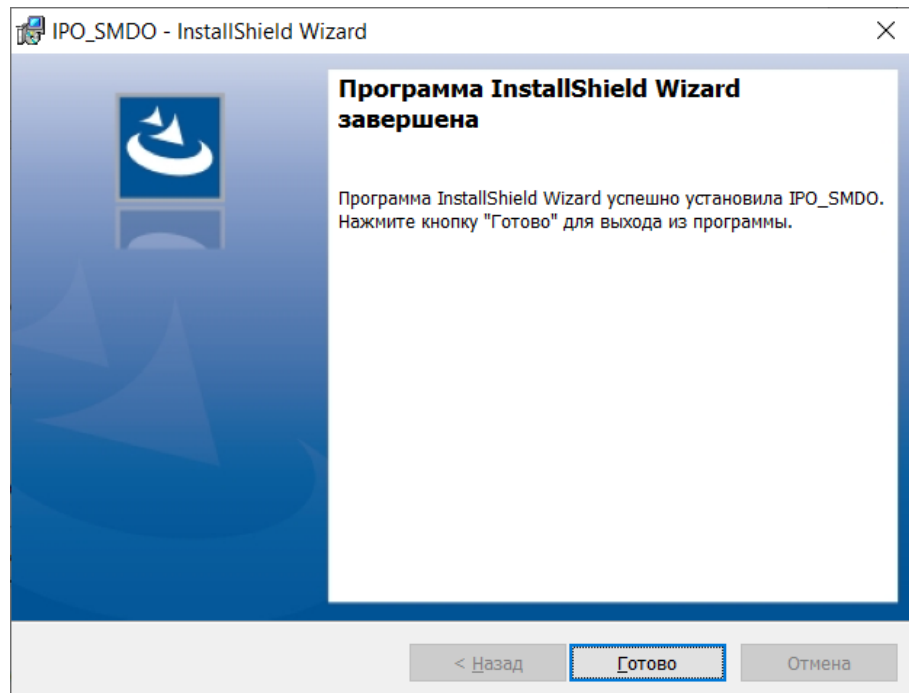 IPO_SMDO - InstallShield Wizard
Программа InstallShield Wizard
завершена
Программа InstallShield Wizard успешно установила IPO_SMDO.
Нажмите кнопку "Готово" для выхода из программы.
< Назад
Готово
Отмена